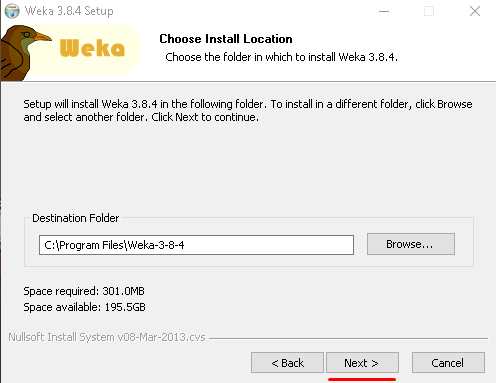 Weka 3.8.4 Setup
Weka
Choose Install Location
Choose the folder in which to install Weka 3.8.4.
Setup will install Weka 3.8.4 in the following folder. To install in a different folder, click Browse
and select another folder. Click Next to continue.
Destination Folder
C:\Program Files\Weka-3-8-4
Browse...
Space required: 301.0MB
Space available: 195.5GB
Nullsoft Install System v08-Mar-2013.cvs
< Back
Next >
Cancel